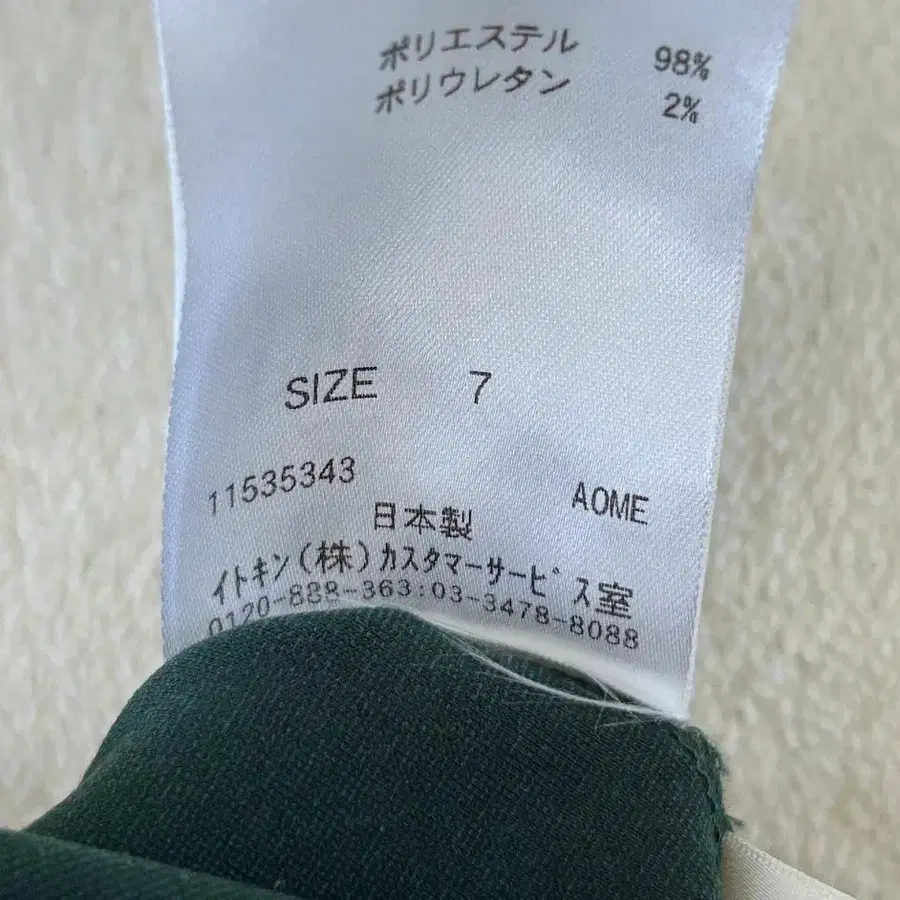 ポリエステル 98%
ポリウレタン 2%
SIZE 7
11535343 AOME
日本製
イトキン(株)カスタマーサービス室
0120-888-363:03-3478-8088